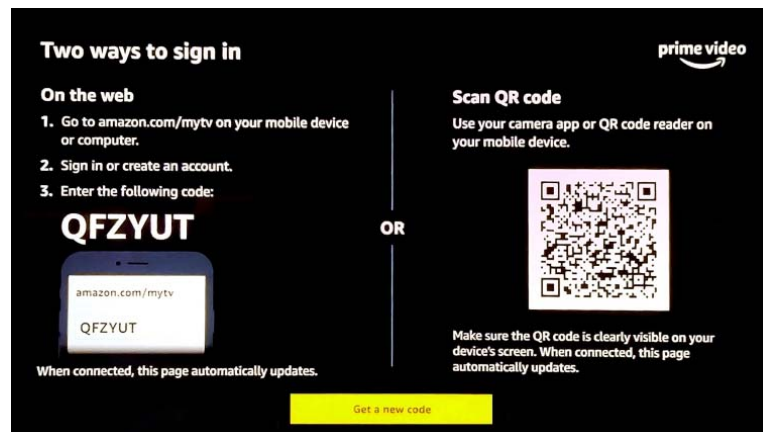 Two ways to sign in
prime video
On the web
1. Go to amazon.com/mytv on your mobile device
or computer.
2. Sign in or create an account.
3. Enter the following code:
QFZYUT
amazon.com/mytv
QFZYUT
When connected, this page automatically updates.
OR
Scan QR code
Use your camera app or QR code reader on
your mobile device.
Make sure the QR code is clearly visible on your
device's screen. When connected, this page
automatically updates.
Get a new code